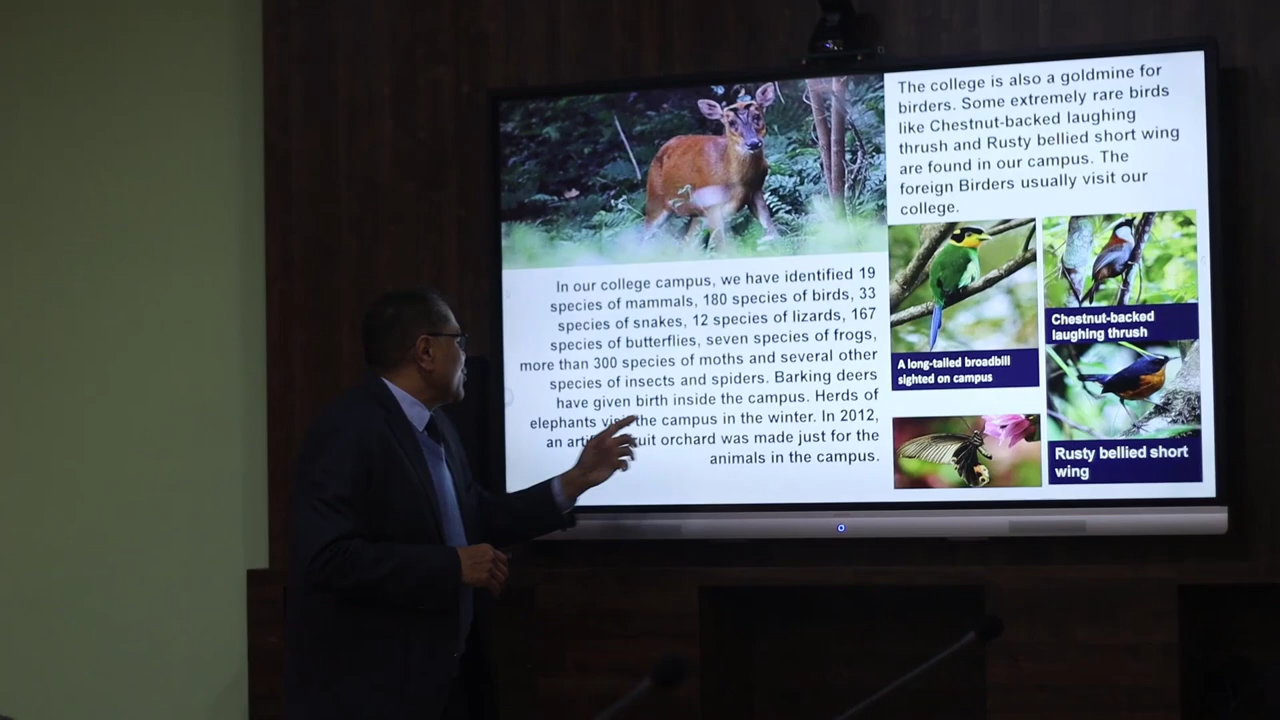 The college is also a goldmine for
birders. Some extremely rare birds
like Chestnut-backed laughing
thrush and Rusty bellied short wing
are found in our campus. The
foreign Birders usually visit our
college.
In our college campus, we have identified 19
species of mammals, 180 species of birds, 33
species of snakes, 12 species of lizards, 167
species of butterflies, seven species of frogs,
more than 300 species of moths and several other
species of insects and spiders. Barking deers
have given birth inside the campus. Herds of
elephants visit the campus in the winter. In 2012,
an orchard was made just for the
animals in the campus.
A long-tailed broadbill
sighted on campus
Chestnut-backed
laughing thrush
Rusty bellied short
wing